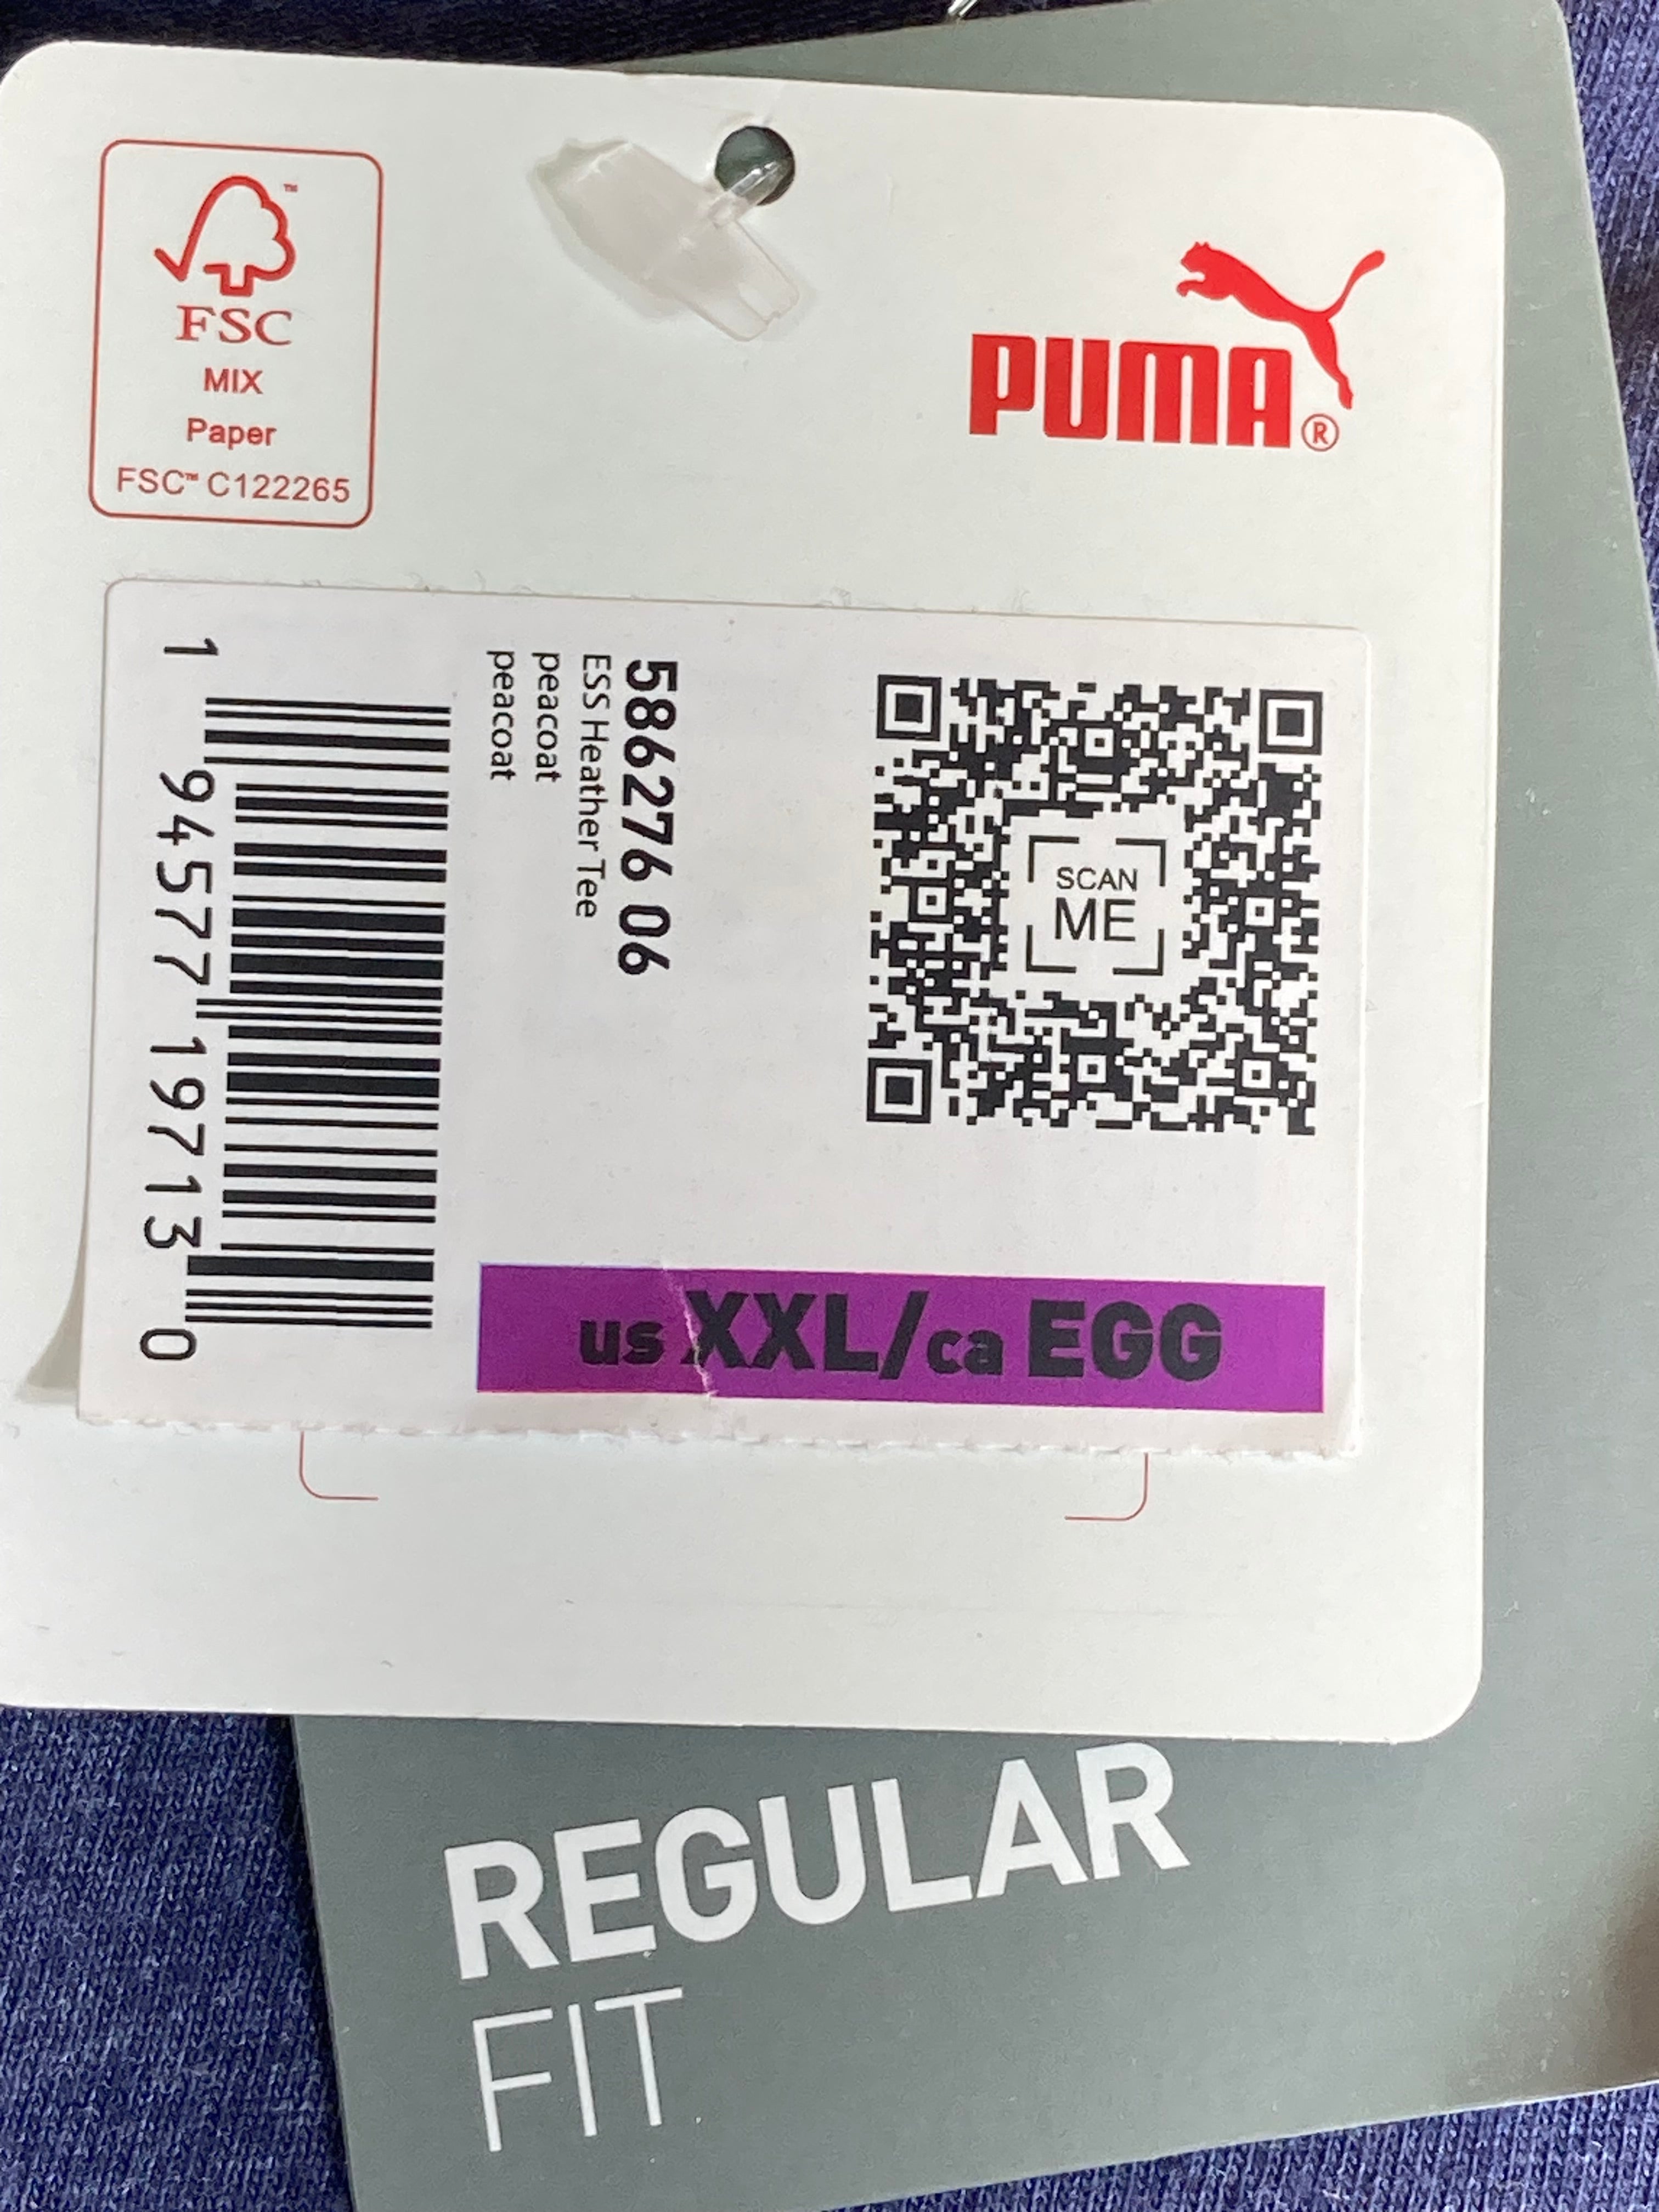 FSC
MIX
Paper
FSC™ C122265
PUMA®
SCAN
ME
586276 06
ESS Heather Tee
peacoat
peacoat
1 94577 19713 0
us XXL/ca EGG
REGULAR
FIT